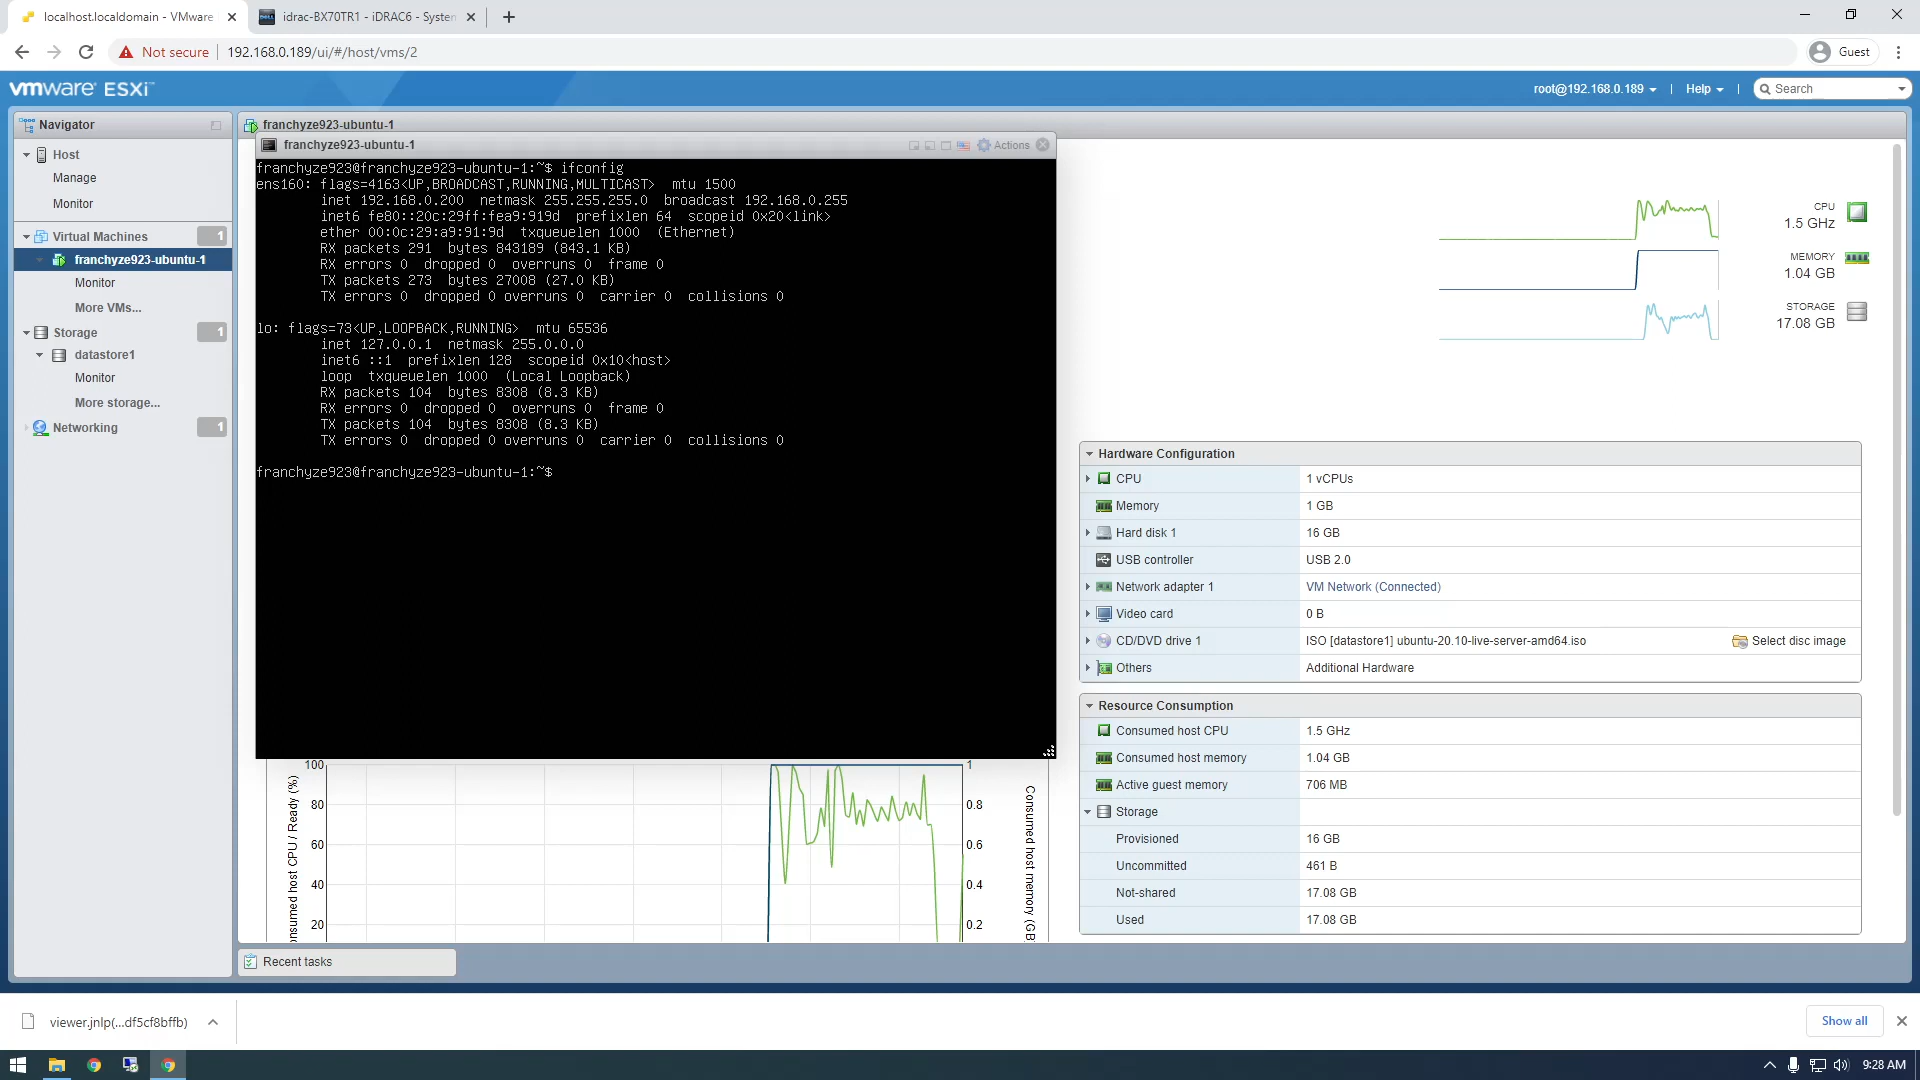 localhost.localdomain - VMware
idrac-BX70TR1 - iDRAC6 - Syster
Not secure
192.168.0.189/ui/#/host/vms/2
Guest
vmware ESXi
root@192.168.0.189
Help
Search
Navigator
Host
Manage
Monitor
Virtual Machines 1
franchyze923-ubuntu-1
Monitor
More VMs...
Storage 1
datastore1
Monitor
More storage...
Networking 1
franchyze923-ubuntu-1
franchyze923-ubuntu-1
Actions
franchyze923@franchyze923-ubuntu-1:~$ ifconfig
ens160: flags=4163<UP,BROADCAST,RUNNING,MULTICAST> mtu 1500
inet 192.168.0.200 netmask 255.255.255.0 broadcast 192.168.0.255
inet6 fe80::20c:29ff:fea9:919d prefixlen 64 scopeid 0x20<link>
ether 00:0c:29:a9:91:9d txqueuelen 1000 (Ethernet)
RX packets 291 bytes 843189 (843.1 KB)
RX errors 0 dropped 0 overruns 0 frame 0
TX packets 273 bytes 27008 (27.0 KB)
TX errors 0 dropped 0 overruns 0 carrier 0 collisions 0
lo: flags=73<UP,LOOPBACK,RUNNING> mtu 65536
inet 127.0.0.1 netmask 255.0.0.0
inet6 ::1 prefixlen 128 scopeid 0x10<host>
loop txqueuelen 1000 (Local Loopback)
RX packets 104 bytes 8308 (8.3 KB)
RX errors 0 dropped 0 overruns 0 frame 0
TX packets 104 bytes 8308 (8.3 KB)
TX errors 0 dropped 0 overruns 0 carrier 0 collisions 0
franchyze923@franchyze923-ubuntu-1:~$
CPU
1.5 GHz
MEMORY
1.04 GB
STORAGE
17.08 GB
Hardware Configuration
CPU 1 vCPUs
Memory 1 GB
Hard disk 1 16 GB
USB controller USB 2.0
Network adapter 1 VM Network (Connected)
Video card 0 B
CD/DVD drive 1 ISO [datastore1] ubuntu-20.10-live-server-amd64.iso Select disc image
Others Additional Hardware
Resource Consumption
Consumed host CPU 1.5 GHz
Consumed host memory 1.04 GB
Active guest memory 706 MB
Storage
Provisioned 16 GB
Uncommitted 461 B
Not-shared 17.08 GB
Used 17.08 GB
100
80
60
40
20
onsumed host CPU / Ready (%)
1
0.8
0.6
0.4
0.2
Consumed host memory (GB
Recent tasks
viewer.jnlp(...df5cf8bffb)
Show all
9:28 AM